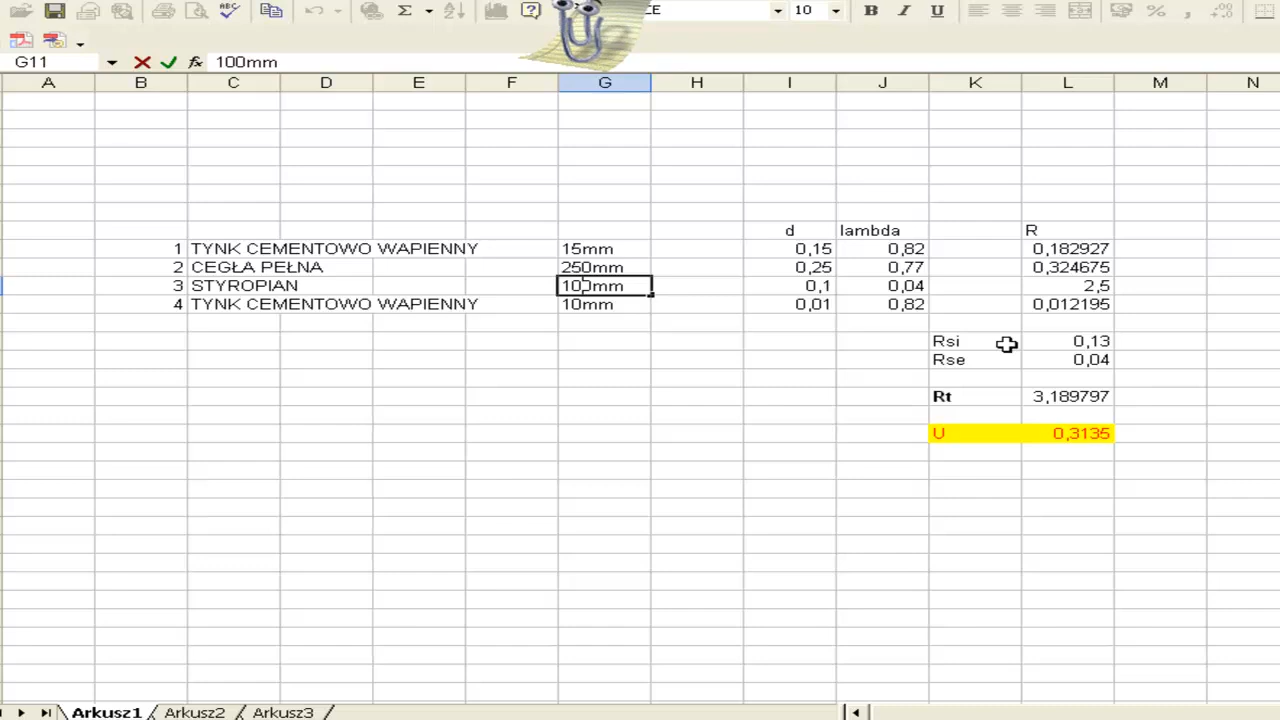 CE 10 B I U
G11 fx 100mm
A B C D E F G H I J K L M N
d lambda R
1 TYNK CEMENTOWO WAPIENNY 15mm 0,15 0,82 0,182927
2 CEGŁA PEŁNA 250mm 0,25 0,77 0,324675
3 STYROPIAN 100mm 0,1 0,04 2,5
4 TYNK CEMENTOWO WAPIENNY 10mm 0,01 0,82 0,012195
Rsi 0,13
Rse 0,04
Rt 3,189797
U 0,3135
Arkusz1 Arkusz2 Arkusz3